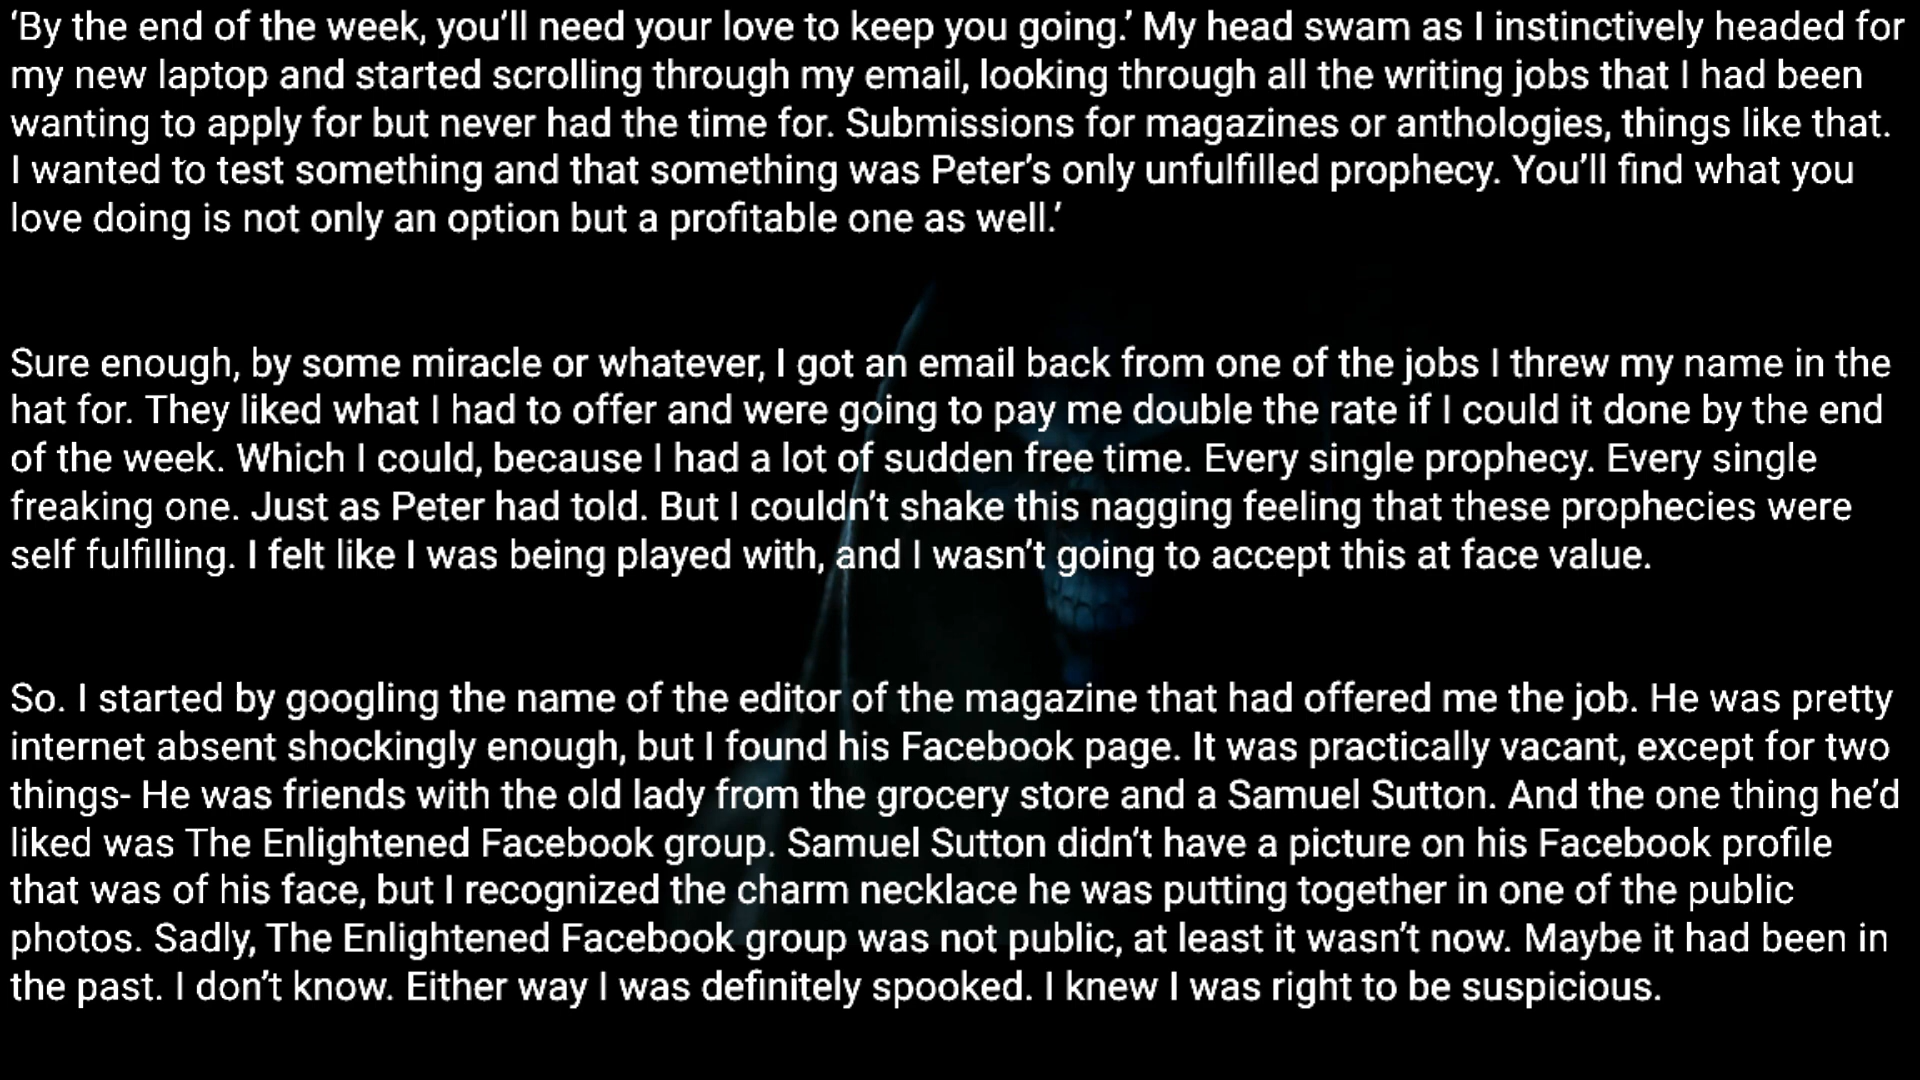 ‘By the end of the week, you’ll need your love to keep you going.’ My head swam as I instinctively headed for
my new laptop and started scrolling through my email, looking through all the writing jobs that I had been
wanting to apply for but never had the time for. Submissions for magazines or anthologies, things like that.
I wanted to test something and that something was Peter’s only unfulfilled prophecy. You’ll find what you
love doing is not only an option but a profitable one as well.’
Sure enough, by some miracle or whatever, I got an email back from one of the jobs I threw my name in the
hat for. They liked what I had to offer and were going to pay me double the rate if I could it done by the end
of the week. Which I could, because I had a lot of sudden free time. Every single prophecy. Every single
freaking one. Just as Peter had told. But I couldn’t shake this nagging feeling that these prophecies were
self fulfilling. I felt like I was being played with, and I wasn’t going to accept this at face value.
So. I started by googling the name of the editor of the magazine that had offered me the job. He was pretty
internet absent shockingly enough, but I found his Facebook page. It was practically vacant, except for two
things- He was friends with the old lady from the grocery store and a Samuel Sutton. And the one thing he’d
liked was The Enlightened Facebook group. Samuel Sutton didn’t have a picture on his Facebook profile
that was of his face, but I recognized the charm necklace he was putting together in one of the public
photos. Sadly, The Enlightened Facebook group was not public, at least it wasn’t now. Maybe it had been in
the past. I don’t know. Either way I was definitely spooked. I knew I was right to be suspicious.